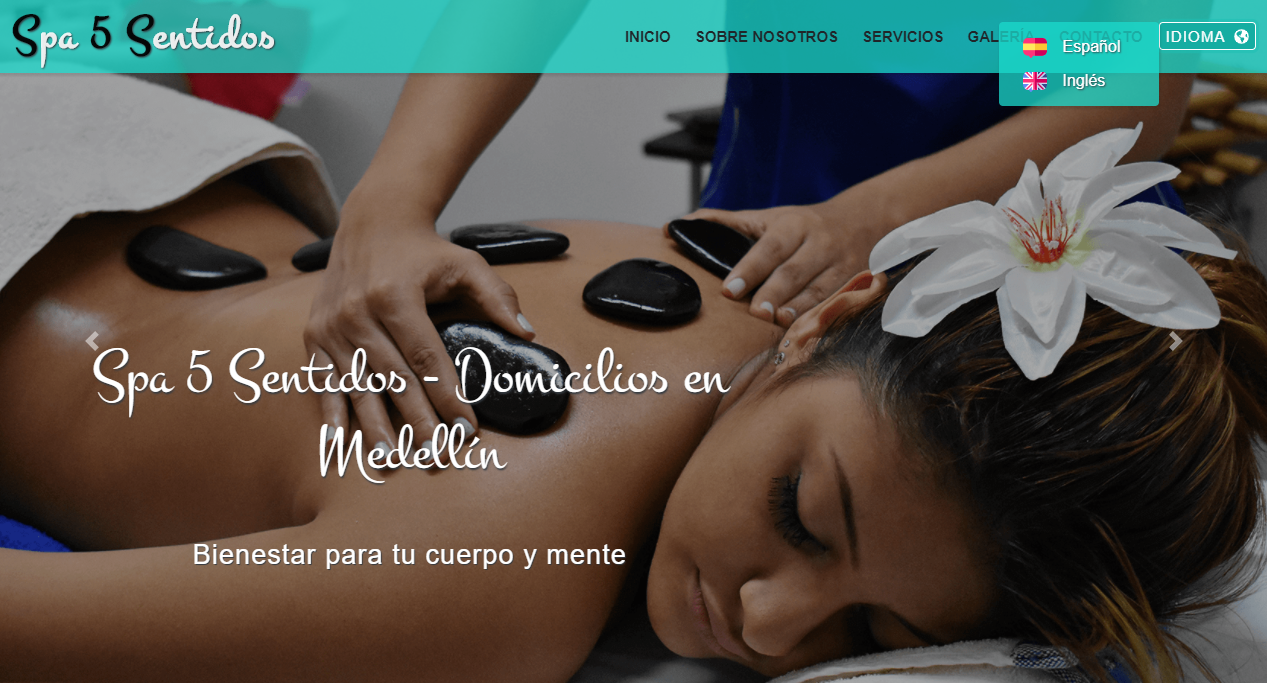 Spa 5 Sentidos
INICIO SOBRE NOSOTROS SERVICIOS GALERÍA CONTACTO IDIOMA
Español
Inglés
Spa 5 Sentidos - Domicilios en
Medellín
Bienestar para tu cuerpo y mente